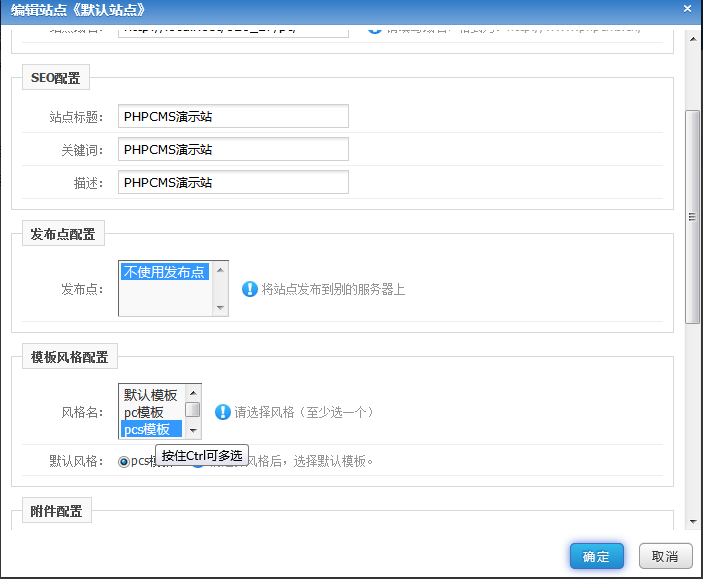 编辑站点《默认站点》
×
SEO配置
站点标题： PHPCMS演示站
关键词： PHPCMS演示站
描述： PHPCMS演示站
发布点配置
发布点： 不使用发布点 将站点发布到别的服务器上
模板风格配置
默认模板
pc模板
风格名： 请选择风格（至少选一个）
pcs模板
按住Ctrl可多选
默认风格： pcs 风格后，选择默认模板。
附件配置
确定 取消